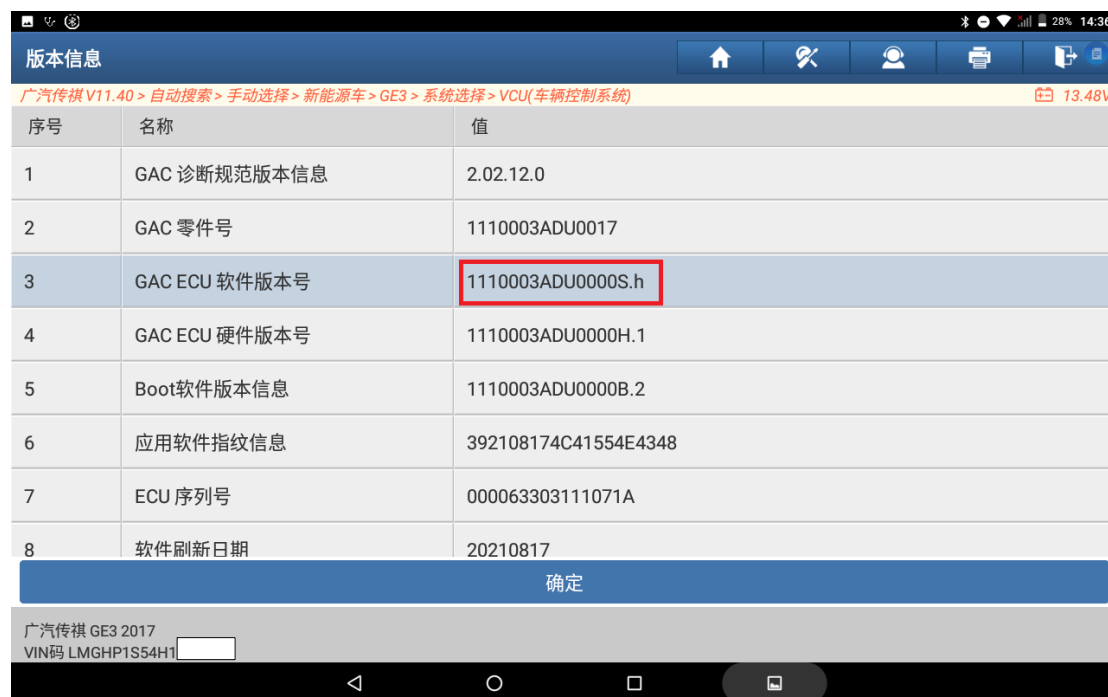 28% 14:36
版本信息
广汽传祺 V11.40 > 自动搜索 > 手动选择 > 新能源车 > GE3 > 系统选择 > VCU(车辆控制系统) 13.48V
序号 名称 值
1 GAC 诊断规范版本信息 2.02.12.0
2 GAC 零件号 1110003ADU0017
3 GAC ECU 软件版本号 1110003ADU0000S.h
4 GAC ECU 硬件版本号 1110003ADU0000H.1
5 Boot软件版本信息 1110003ADU0000B.2
6 应用软件指纹信息 392108174C41554E4348
7 ECU 序列号 000063303111071A
8 软件刷新日期 20210817
确定
广汽传祺 GE3 2017
VIN码 LMGHP1S54H1